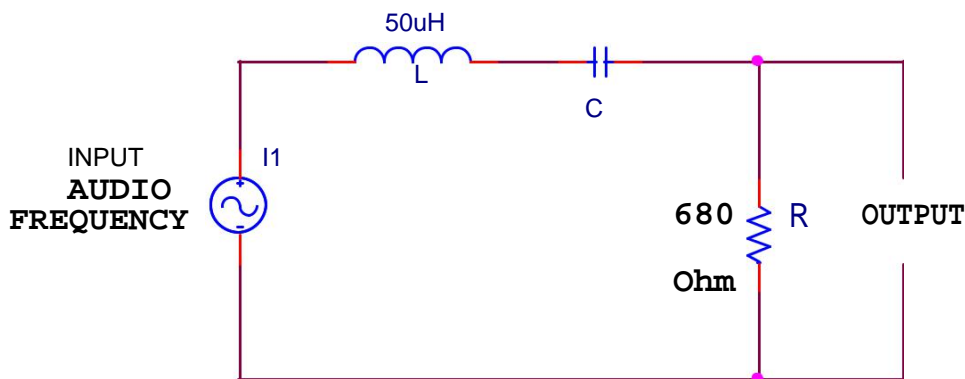 50uH
L
C
INPUT
I1
AUDIO
FREQUENCY
680
R
OUTPUT
Ohm